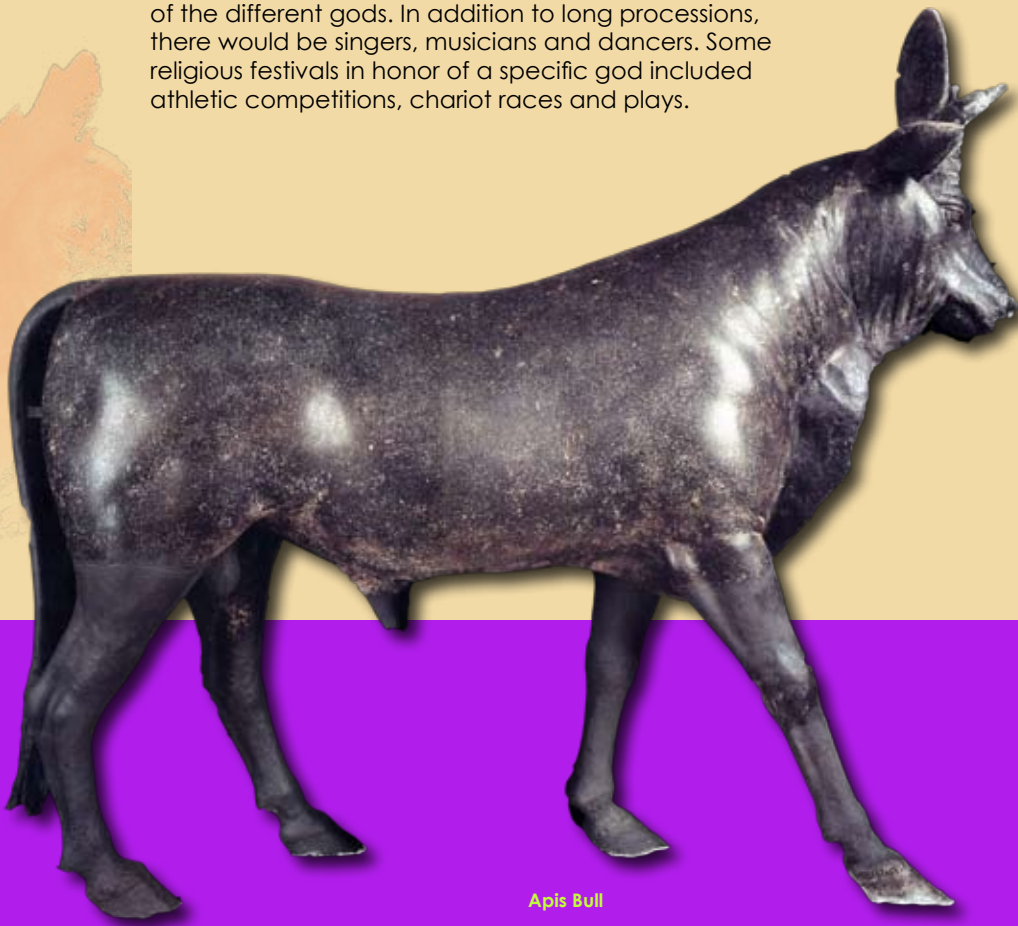 of the different gods. In addition to long processions,
there would be singers, musicians and dancers. Some
religious festivals in honor of a specific god included
athletic competitions, chariot races and plays.
Apis Bull